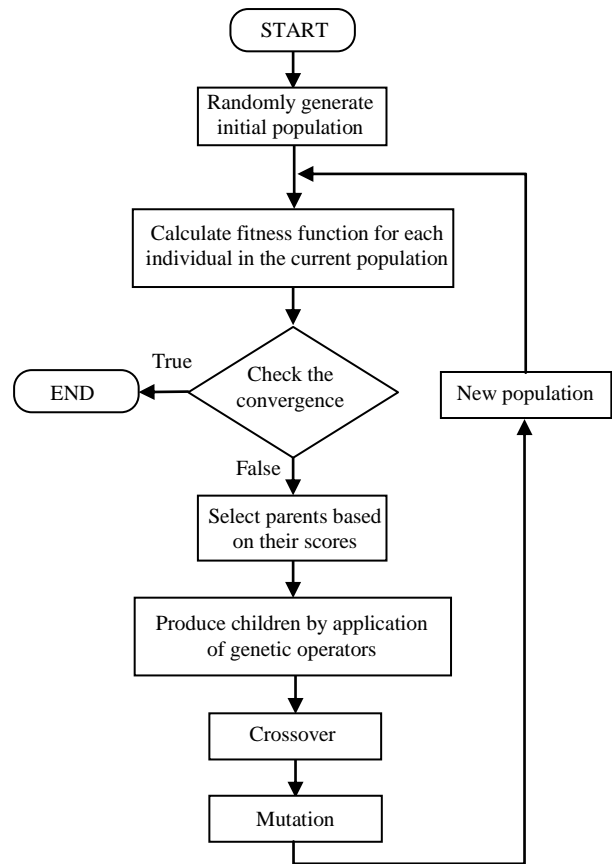 START
Randomly generate
initial population
Calculate fitness function for each
individual in the current population
True
Check the
convergence
END
New population
False
Select parents based
on their scores
Produce children by application
of genetic operators
Crossover
Mutation